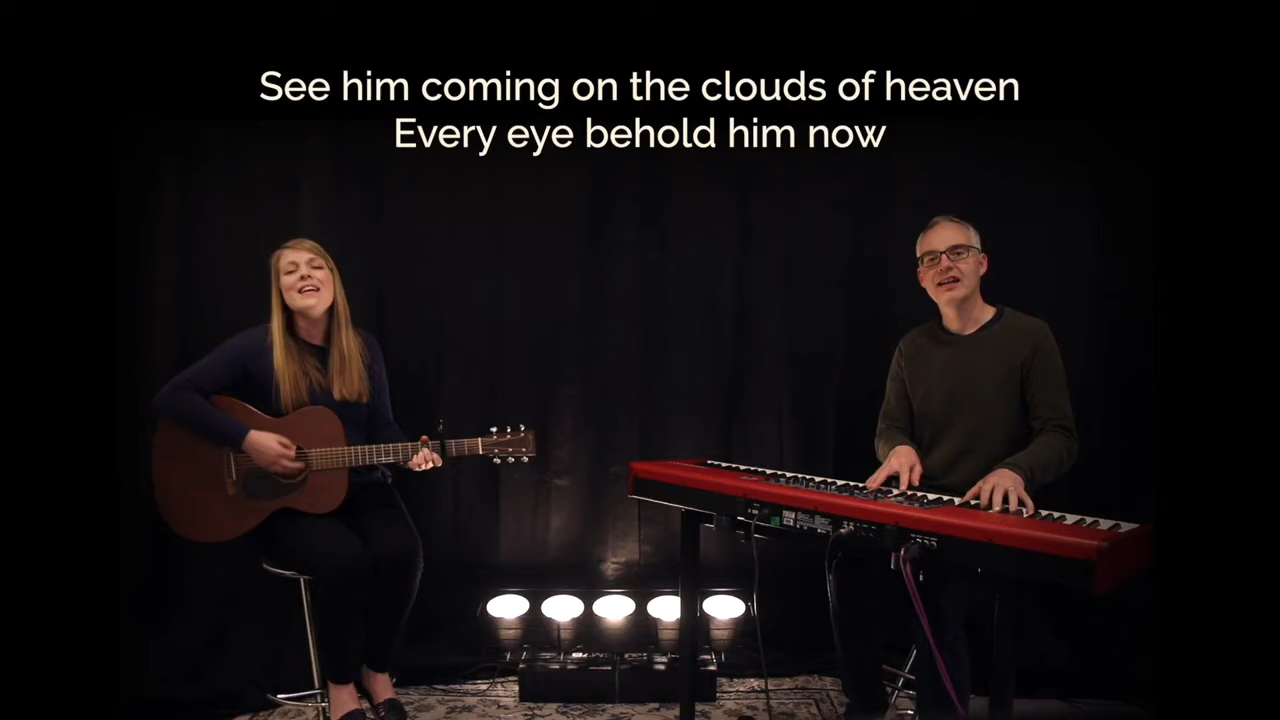 See him coming on the clouds of heaven
Every eye behold him now